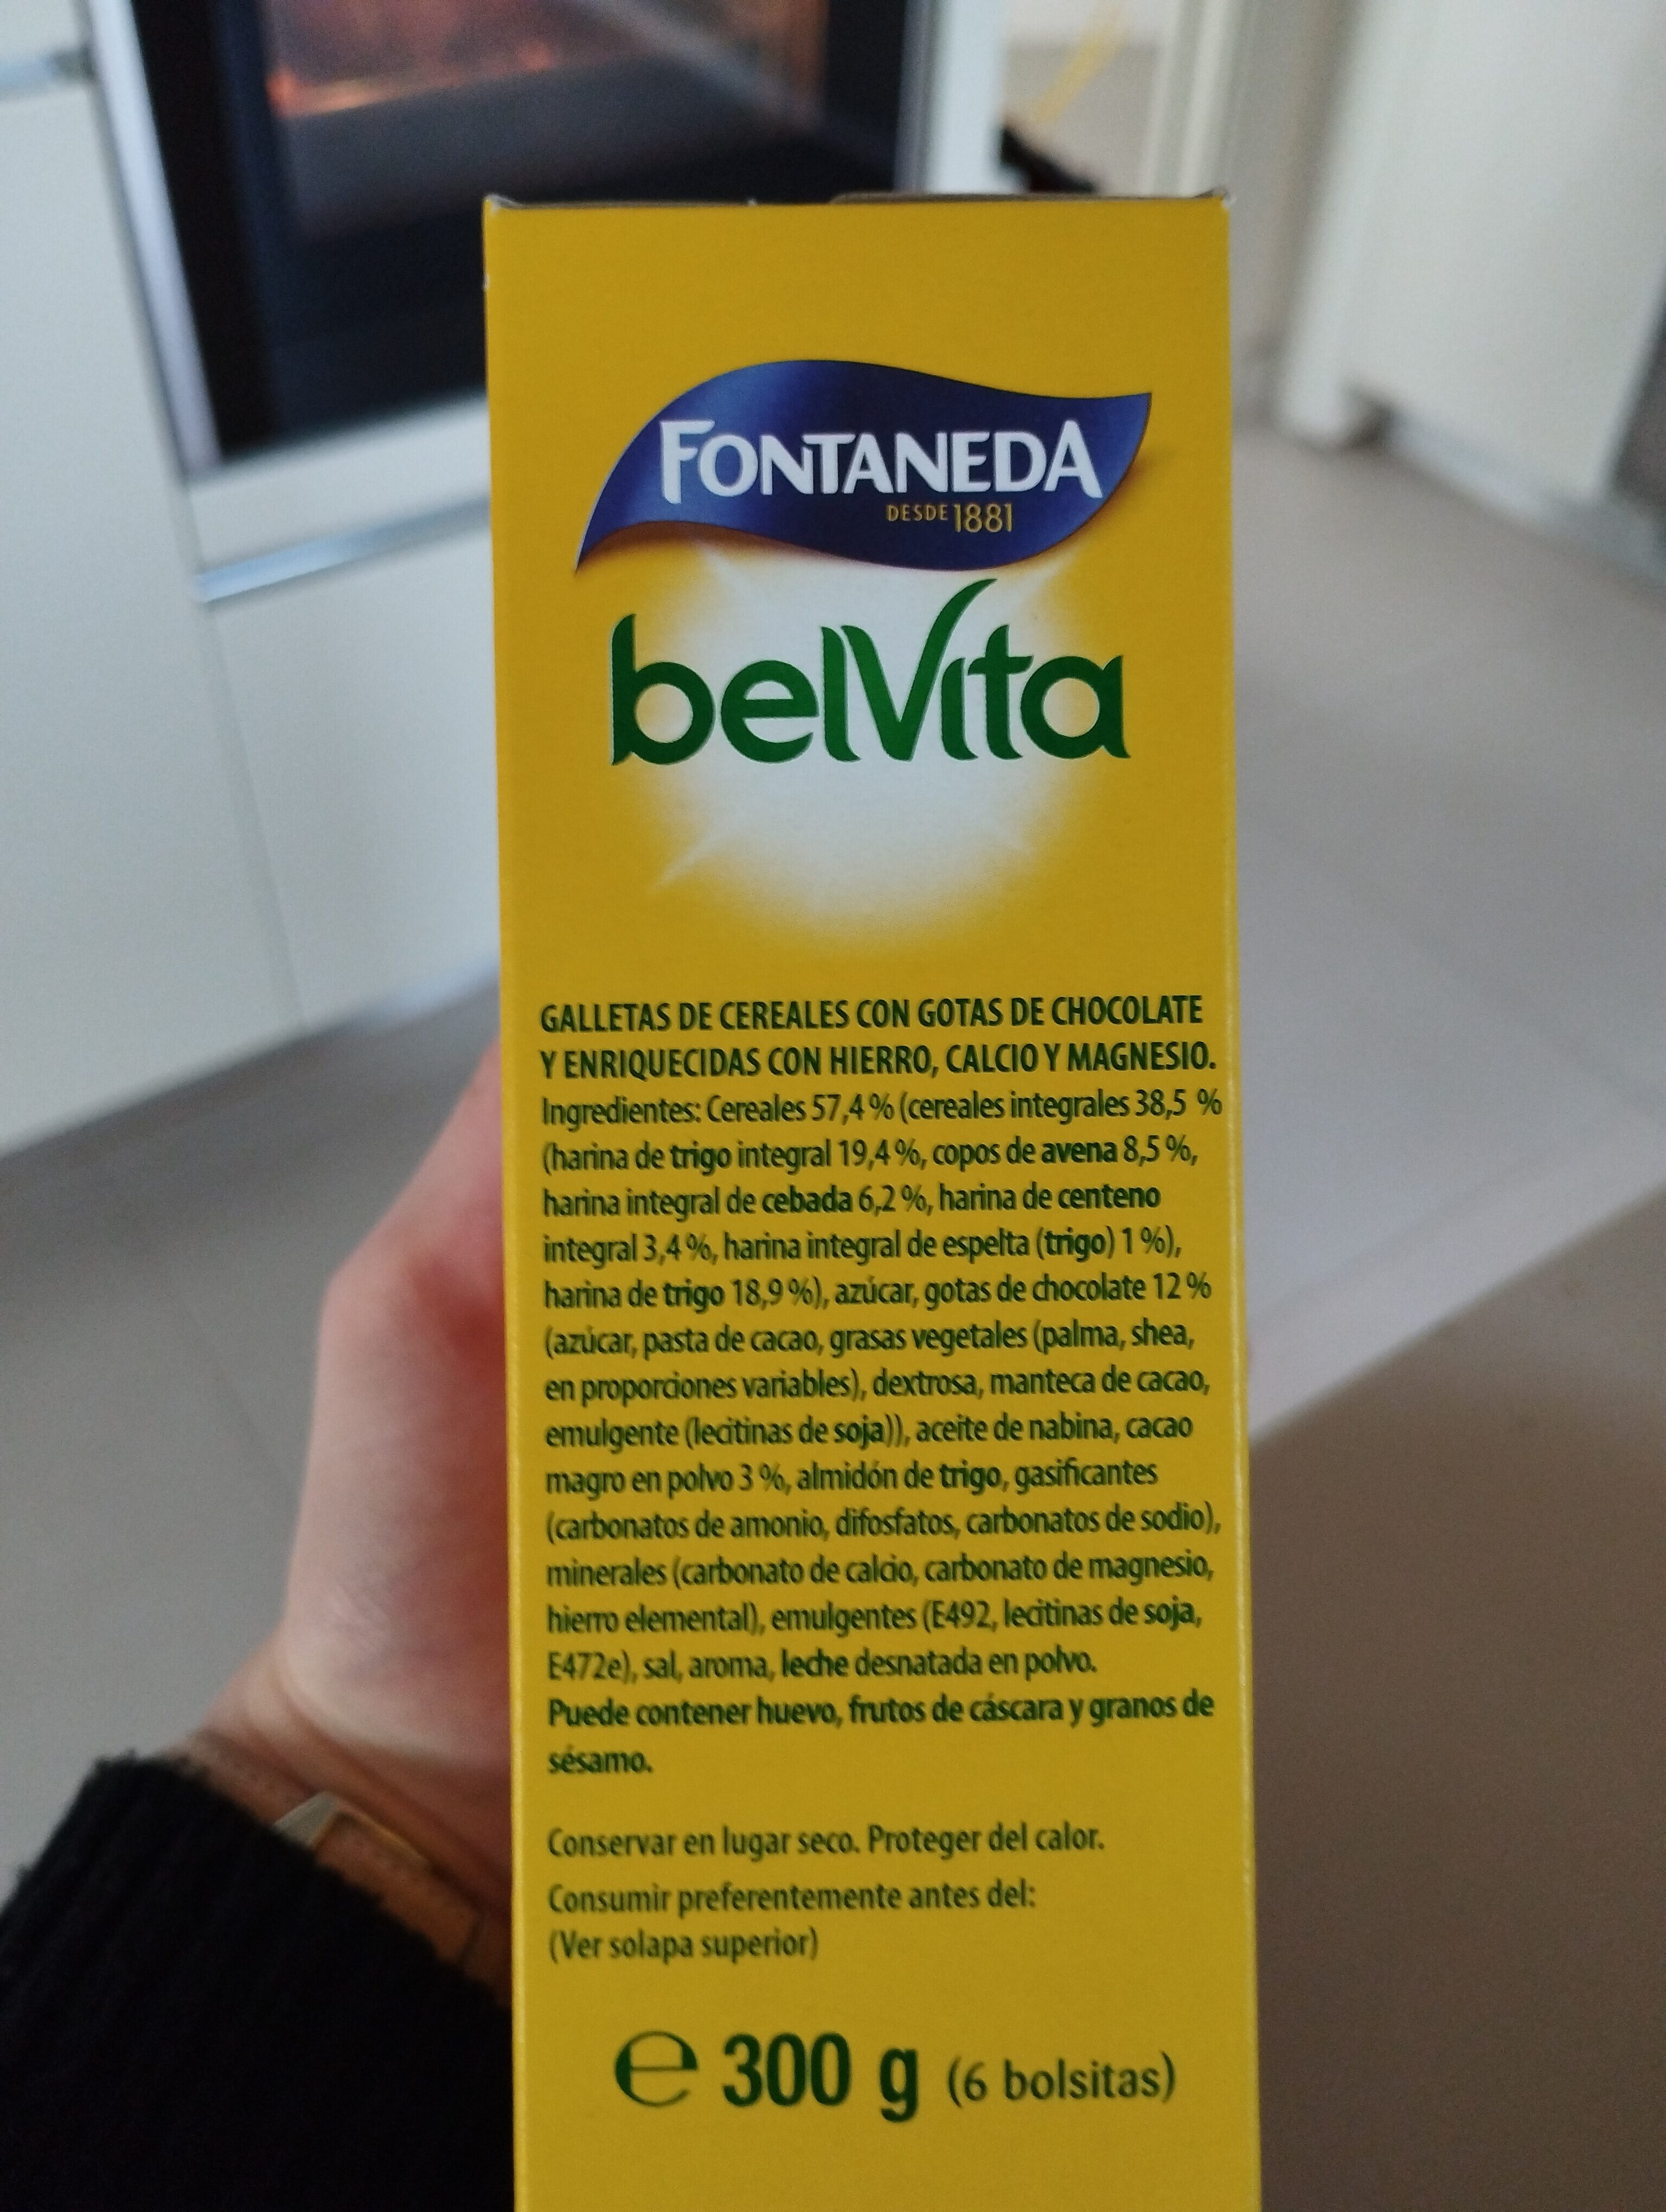 FONTANEDA
DESDE 1881
belVita
GALLETAS DE CEREALES CON GOTAS DE CHOCOLATE
Y ENRIQUECIDAS CON HIERRO, CALCIO Y MAGNESIO.
Ingredientes: Cereales 57,4 % (cereales integrales 38,5 %
(harina de trigo integral 19,4 %, copos de avena 8,5 %,
harina integral de cebada 6,2 %, harina de centeno
integral 3,4 %, harina integral de espelta (trigo) 1 %),
harina de trigo 18,9 %), azúcar, gotas de chocolate 12 %
(azúcar, pasta de cacao, grasas vegetales (palma, shea,
en proporciones variables), dextrosa, manteca de cacao,
emulgente (lecitinas de soja)), aceite de nabina, cacao
magro en polvo 3 %, almidón de trigo, gasificantes
(carbonatos de amonio, difosfatos, carbonatos de sodio),
minerales (carbonato de calcio, carbonato de magnesio,
hierro elemental), emulgentes (E492, lecitinas de soja,
E472e), sal, aroma, leche desnatada en polvo.
Puede contener huevo, frutos de cáscara y granos de
sésamo.
Conservar en lugar seco. Proteger del calor.
Consumir preferentemente antes del:
(Ver solapa superior)
℮ 300 g (6 bolsitas)